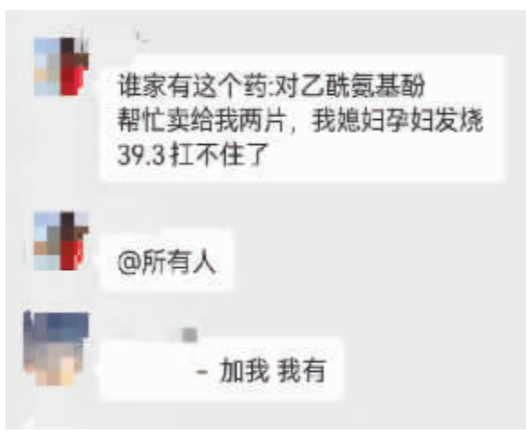 谁家有这个药:对乙酰氨基酚
帮忙卖给我两片，我媳妇孕妇发烧
39.3扛不住了
@所有人
- 加我 我有